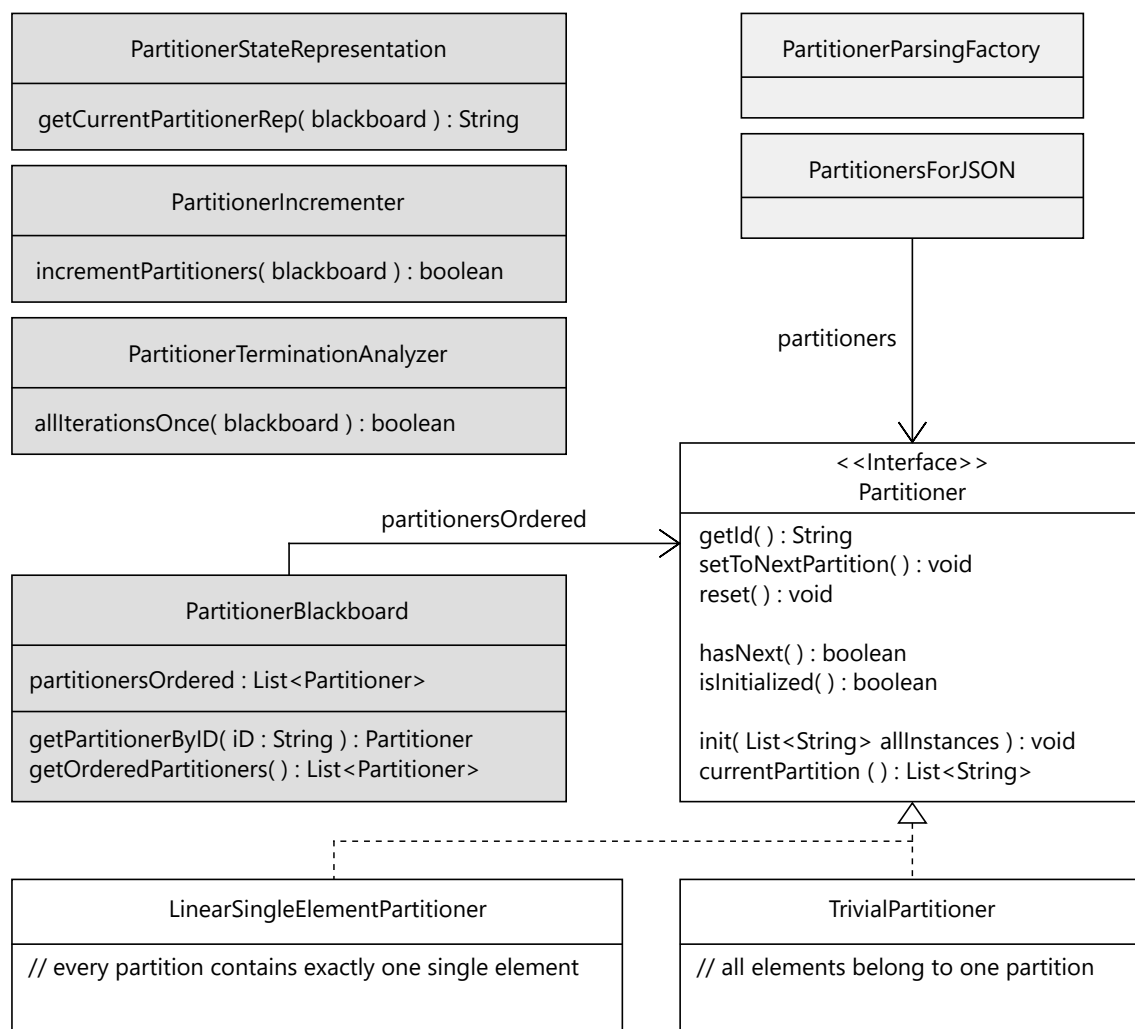 PartitionerStateRepresentation
getCurrentPartitionerRep( blackboard ) : String
PartitionerIncrementer
incrementPartitioners( blackboard ) : boolean
PartitionerTerminationAnalyzer
allIterationsOnce( blackboard ) : boolean
PartitionerParsingFactory
PartitionersForJSON
partitioners
partitionersOrdered
PartitionerBlackboard
partitionersOrdered : List<Partitioner>
getPartitionerByID( iD : String ) : Partitioner
getOrderedPartitioners( ) : List<Partitioner>
<<Interface>>
Partitioner
getId( ) : String
setToNextPartition( ) : void
reset( ) : void
hasNext( ) : boolean
isInitialized( ) : boolean
init( List<String> allInstances ) : void
currentPartition ( ) : List<String>
LinearSingleElementPartitioner
// every partition contains exactly one single element
TrivialPartitioner
// all elements belong to one partition